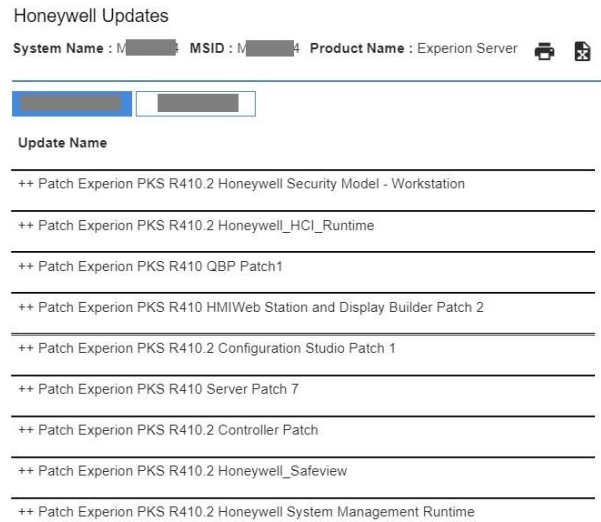 Honeywell Updates
System Name : M 4 MSID : M 4 Product Name : Experion Server
Update Name
++ Patch Experion PKS R410.2 Honeywell Security Model - Workstation
++ Patch Experion PKS R410.2 Honeywell_HCI_Runtime
++ Patch Experion PKS R410 QBP Patch1
++ Patch Experion PKS R410 HMIWeb Station and Display Builder Patch 2
++ Patch Experion PKS R410.2 Configuration Studio Patch 1
++ Patch Experion PKS R410 Server Patch 7
++ Patch Experion PKS R410.2 Controller Patch
++ Patch Experion PKS R410.2 Honeywell_Safeview
++ Patch Experion PKS R410.2 Honeywell System Management Runtime